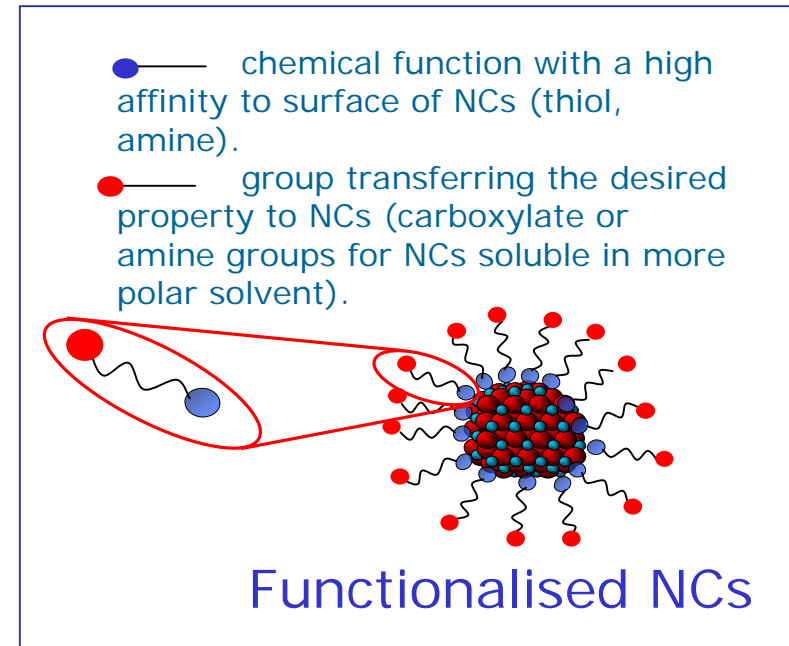 chemical function with a high
affinity to surface of NCs (thiol,
amine).
group transferring the desired
property to NCs (carboxylate or
amine groups for NCs soluble in more
polar solvent).
Functionalised NCs